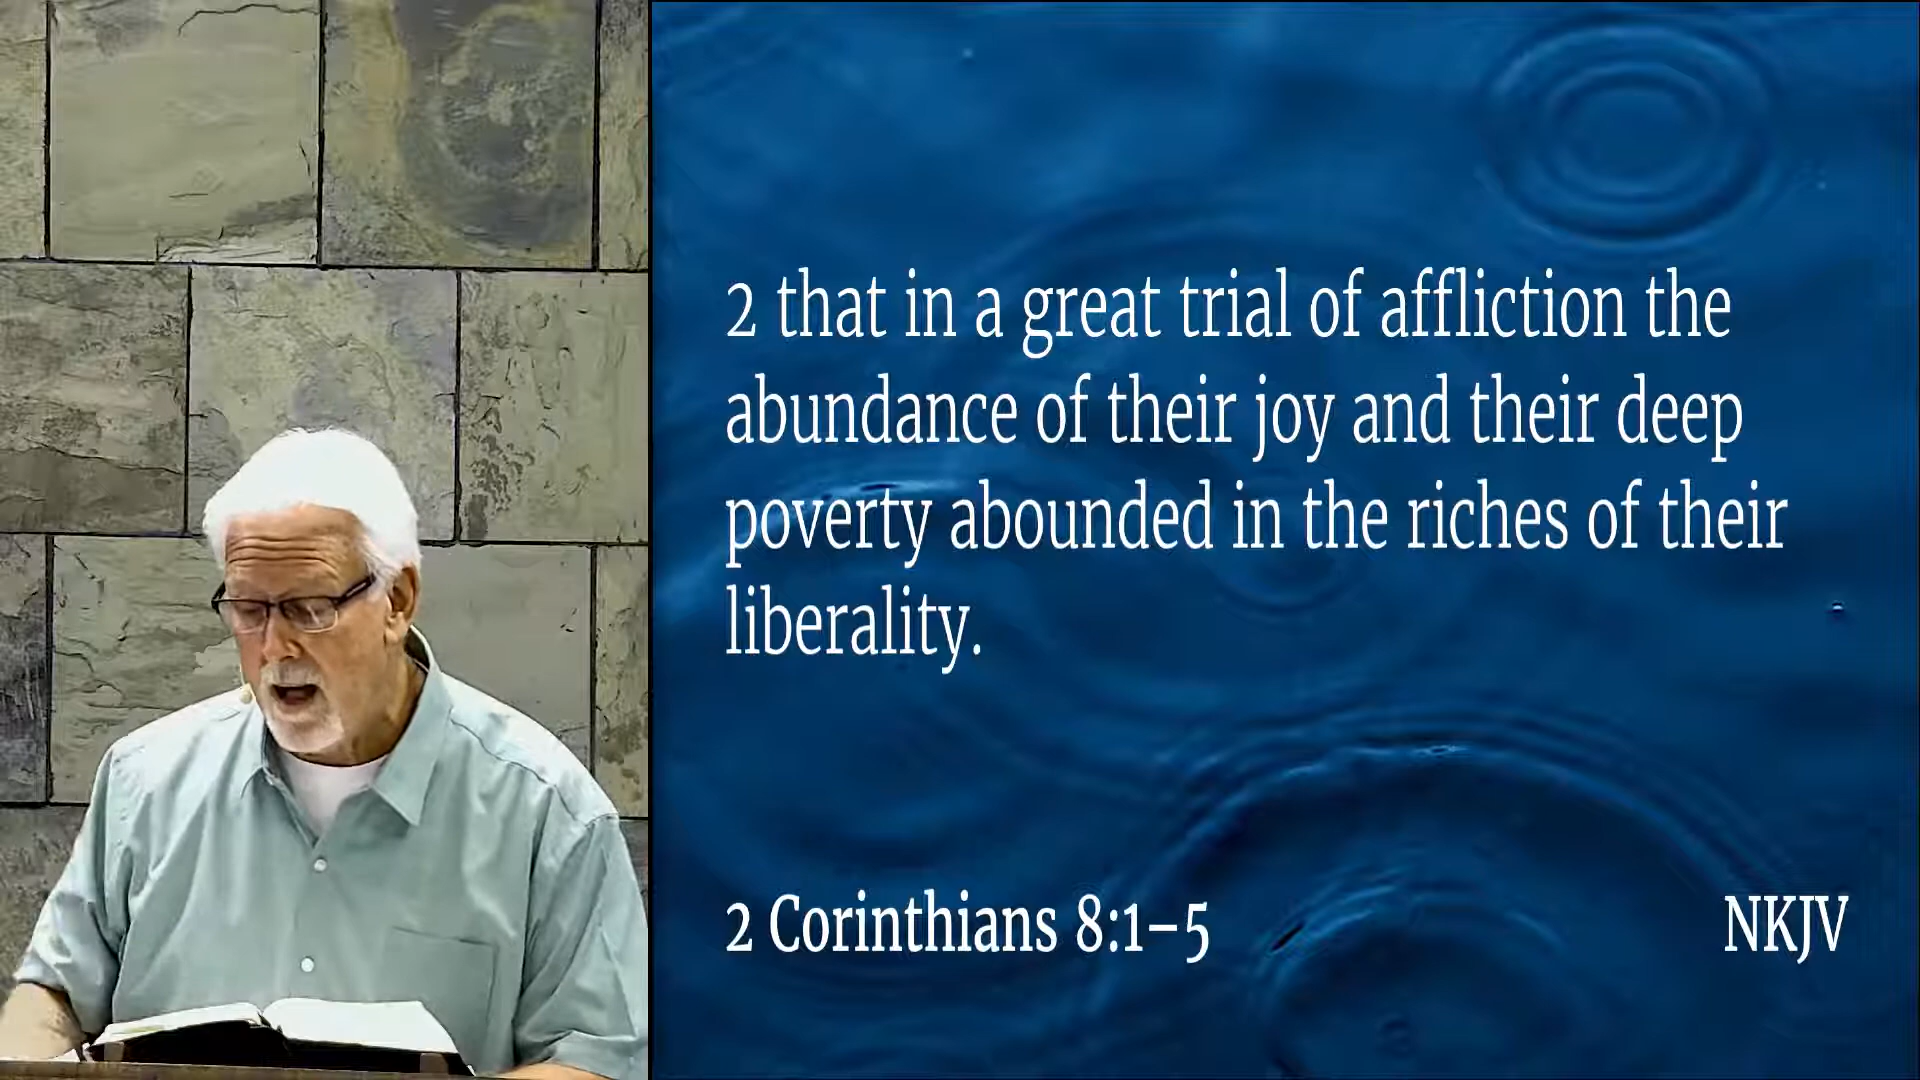 2 that in a great trial of affliction the
abundance of their joy and their deep
poverty abounded in the riches of their
liberality.
2 Corinthians 8:1–5 NKJV